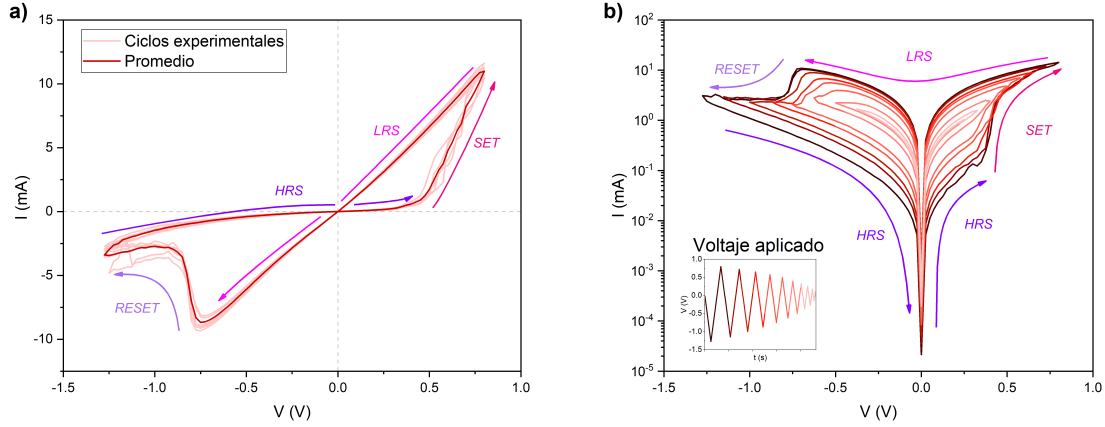 a)
15
10
5
0
-5
-10
-1.5
-1.0
-0.5
0.0
0.5
1.0
I (mA)
V (V)
Ciclos experimentales
Promedio
LRS
SET
HRS
RESET
b)
10²
10¹
10⁰
10⁻¹
10⁻²
10⁻³
10⁻⁴
10⁻⁵
-1.5
-1.0
-0.5
0.0
0.5
1.0
I (mA)
V (V)
LRS
RESET
SET
HRS
HRS
Voltaje aplicado
1.0
0.5
0.0
-0.5
-1.0
-1.5
V (V)
t (s)